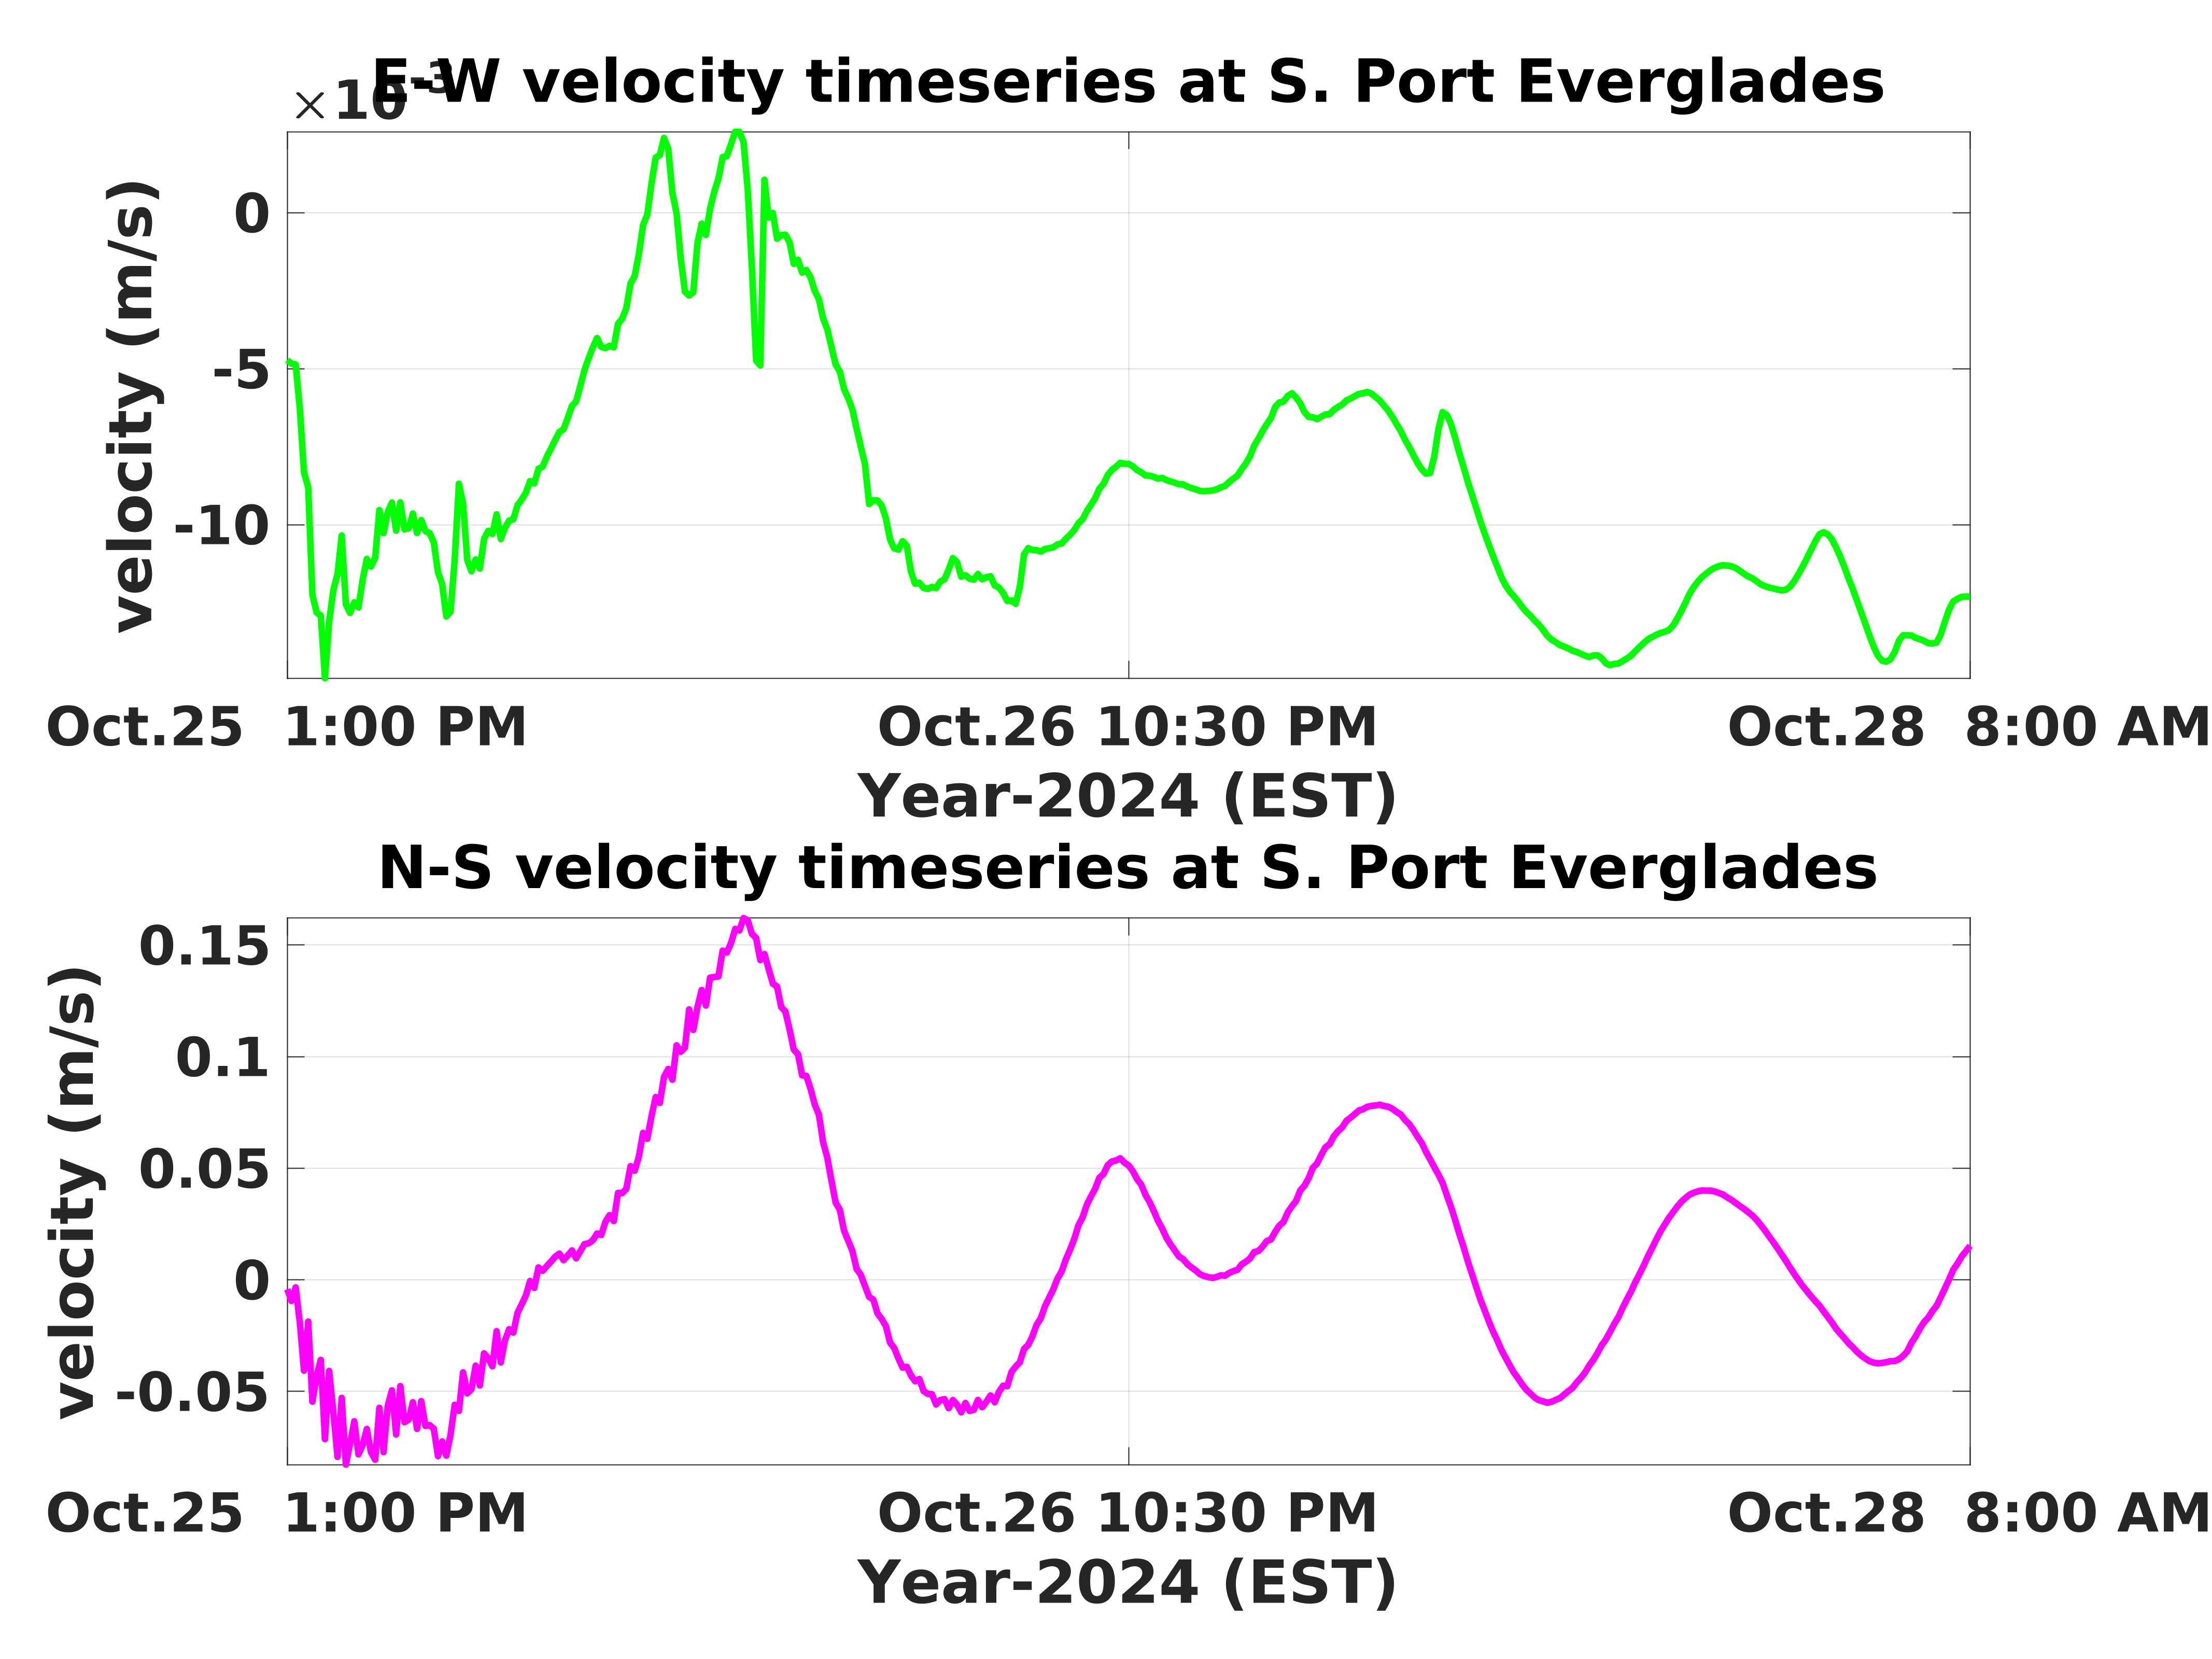 E-W velocity timeseries at S. Port Everglades
×10-3
velocity (m/s)
0
-5
-10
Oct.25 1:00 PM Oct.26 10:30 PM Oct.28 8:00 AM
Year-2024 (EST)
N-S velocity timeseries at S. Port Everglades
velocity (m/s)
0.15
0.1
0.05
0
-0.05
Oct.25 1:00 PM Oct.26 10:30 PM Oct.28 8:00 AM
Year-2024 (EST)